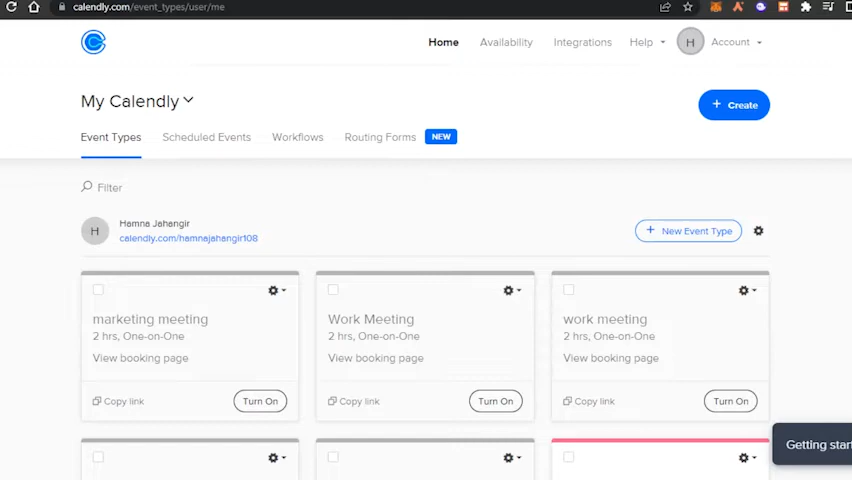 calendly.com/event_types/user/me
Home Availability Integrations Help H Account
My Calendly
+ Create
Event Types Scheduled Events Workflows Routing Forms NEW
Filter
H Hamna Jahangir
calendly.com/hamnajahangir108
+ New Event Type
marketing meeting
2 hrs, One-on-One
View booking page
Copy link Turn On
Work Meeting
2 hrs, One-on-One
View booking page
Copy link Turn On
work meeting
2 hrs, One-on-One
View booking page
Copy link Turn On
Getting